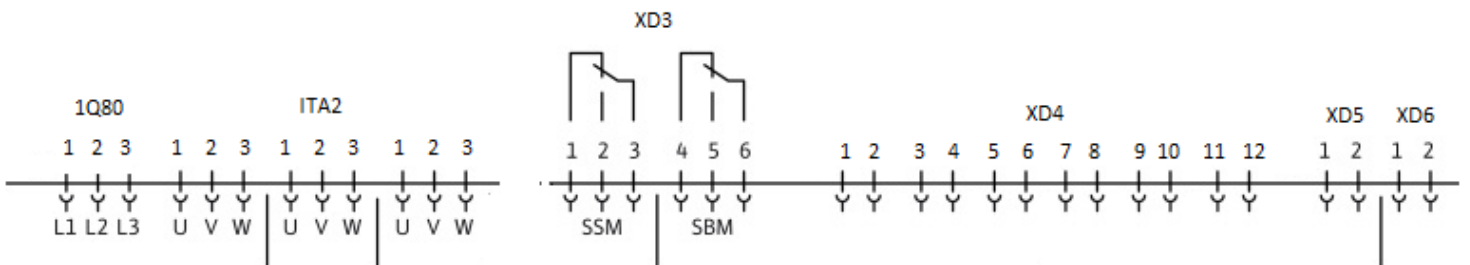 XD3
1Q80 ITA2 XD4 XD5 XD6
1 2 3 1 2 3 1 2 3 1 2 3 1 2 3 4 5 6 1 2 3 4 5 6 7 8 9 10 11 12 1 2 1 2
L1 L2 L3 U V W U V W U V W SSM SBM